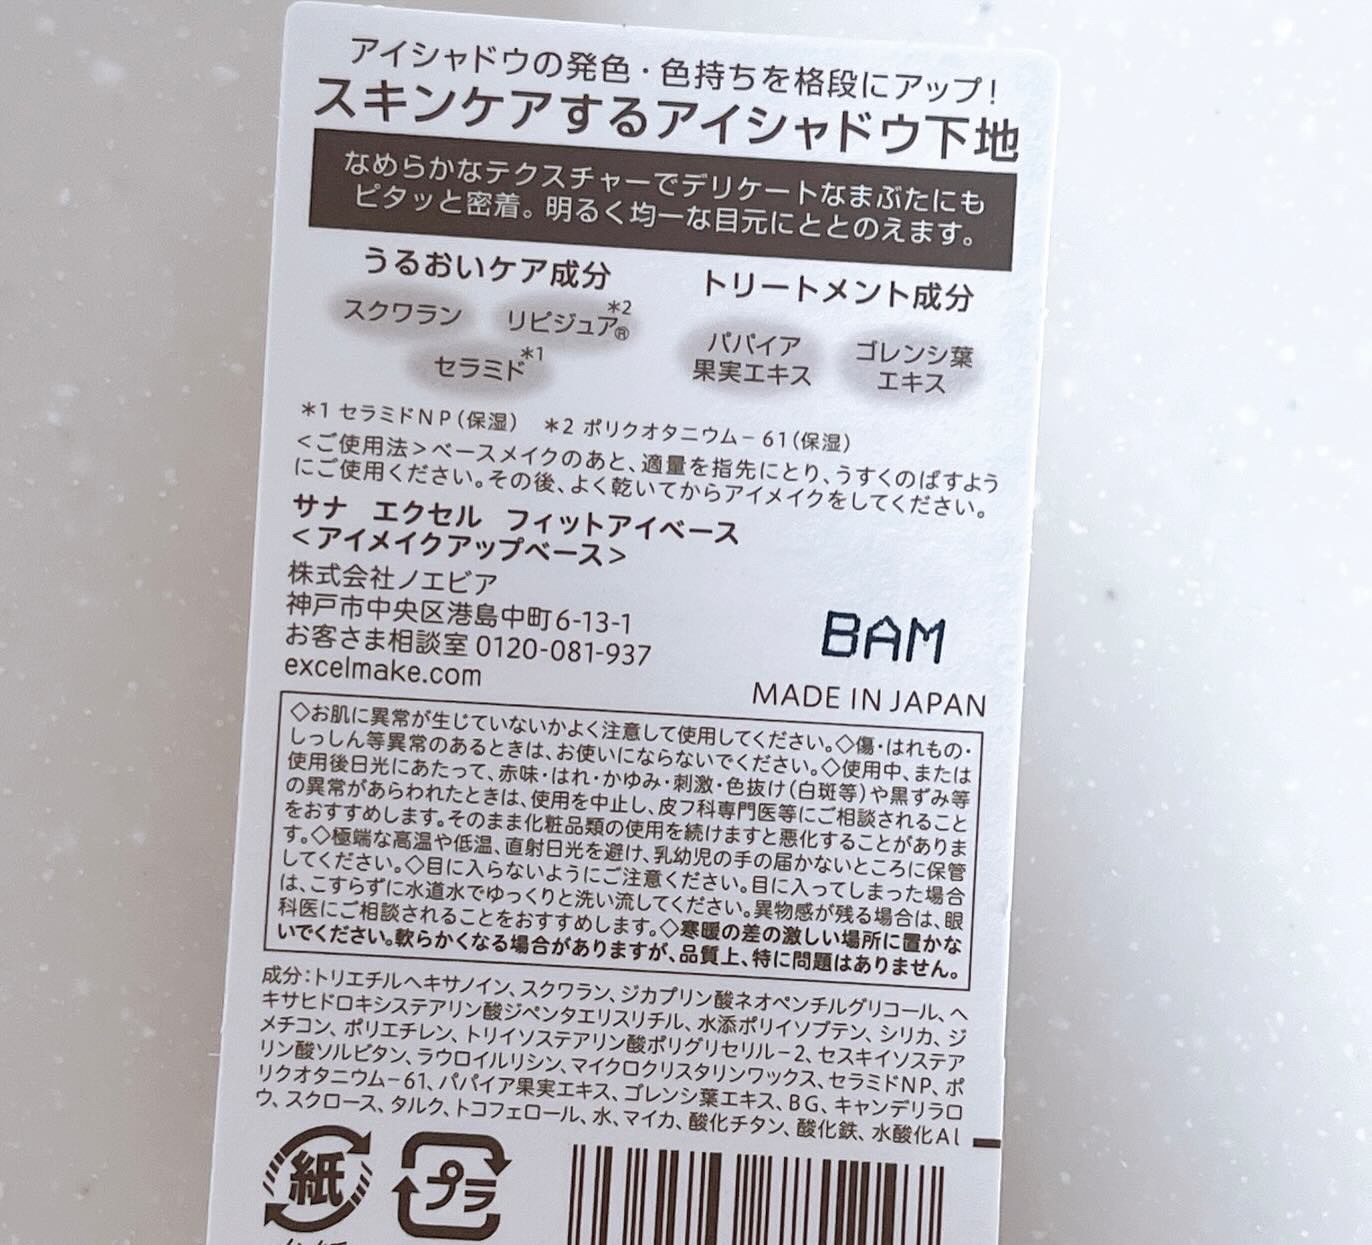 アイシャドウの発色・色持ちを格段にアップ!
スキンケアするアイシャドウ下地
なめらかなテクスチャーでデリケートなまぶたにも
ピタッと密着。明るく均一な目元にととのえます。
うるおいケア成分
スクワラン
リピジュア®*2
セラミド*1
トリートメント成分
パパイア
果実エキス
ゴレンシ葉
エキス
*1 セラミドNP(保湿) *2 ポリクオタニウム-61(保湿)
<ご使用法>ベースメイクのあと、適量を指先にとり、うすくのばすよう
にご使用ください。その後、よく乾いてからアイメイクをしてください。
サナ エクセル フィットアイベース
<アイメイクアップベース>
株式会社ノエビア
神戸市中央区港島中町6-13-1
お客さま相談室 0120-081-937
excelmake.com
BAM
MADE IN JAPAN
◇お肌に異常が生じていないかよく注意して使用してください。◇傷・はれもの・
しっしん等異常のあるときは、お使いにならないでください。◇使用中、または
使用後日光にあたって、赤味・はれ・かゆみ・刺激・色抜け(白斑等)や黒ずみ等
の異常があらわれたときは、使用を中止し、皮フ科専門医等にご相談されること
をおすすめします。そのまま化粧品類の使用を続けますと悪化することがありま
す。◇極端な高温や低温、直射日光を避け、乳幼児の手の届かないところに保管
してください。◇目に入らないようにご注意ください。目に入ってしまった場合
は、こすらずに水道水でゆっくりと洗い流してください。異物感が残る場合は、眼
科医にご相談されることをおすすめします。◇寒暖の差の激しい場所に置かな
いでください。軟らかくなる場合がありますが、品質上、特に問題はありません。
成分:トリエチルヘキサノイン、スクワラン、ジカプリン酸ネオペンチルグリコール、ヘ
キサヒドロキシステアリン酸ジペンタエリスリチル、水添ポリイソブテン、シリカ、ジ
メチコン、ポリエチレン、トリイソステアリン酸ポリグリセリル-2、セスキイソステア
リン酸ソルビタン、ラウロイルリシン、マイクロクリスタリンワックス、セラミドNP、ポ
リクオタニウム-61、パパイア果実エキス、ゴレンシ葉エキス、BG、キャンデリラロ
ウ、スクロース、タルク、トコフェロール、水、マイカ、酸化チタン、酸化鉄、水酸化Al
紙
プラ